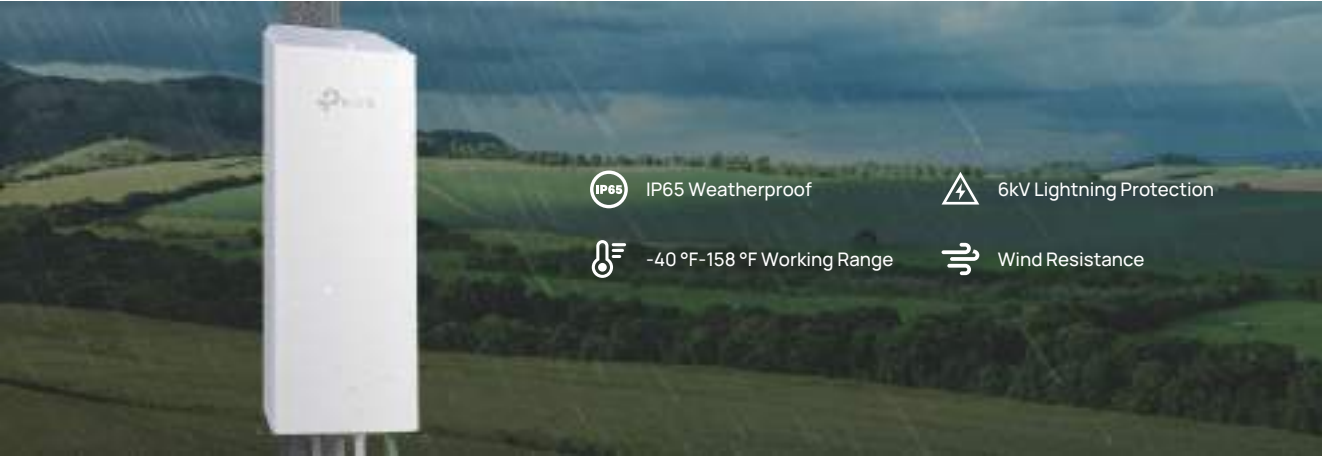 IP65 IP65 Weatherproof
6kV Lightning Protection
-40 °F-158 °F Working Range
Wind Resistance